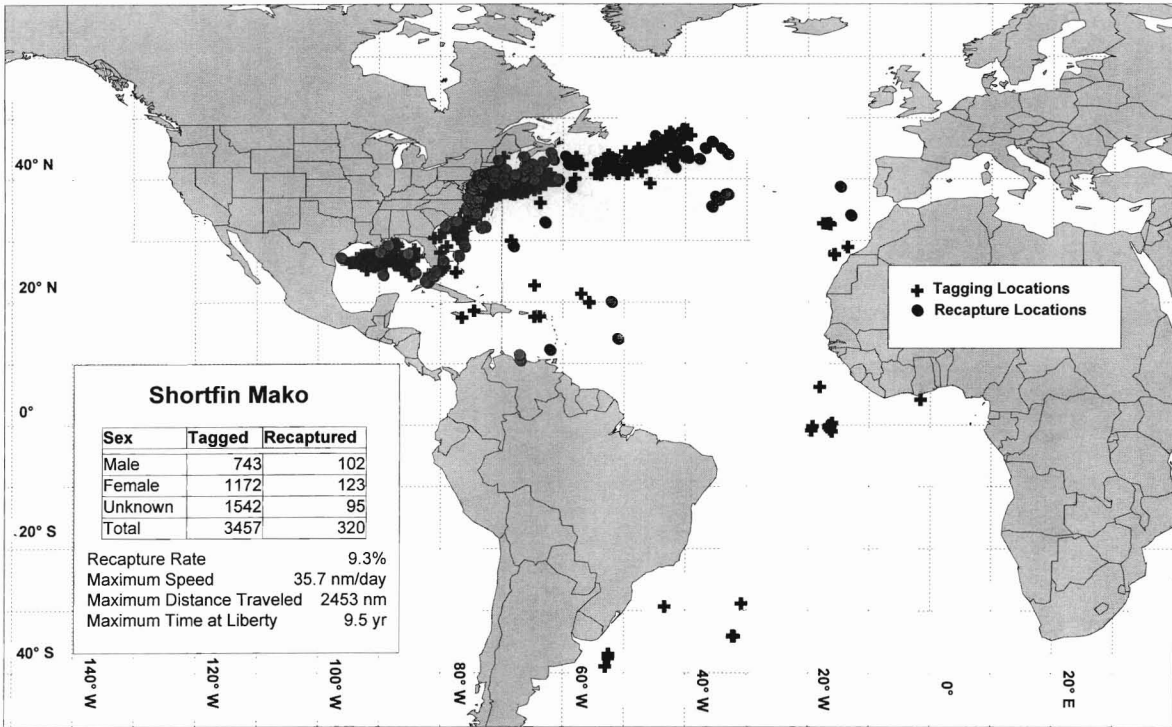 40° N
20° N
Tagging Locations
Recapture Locations
0°
Shortfin Mako
Sex Tagged Recaptured
Male 743 102
Female 1172 123
Unknown 1542 95
Total 3457 320
20° S
Recapture Rate 9.3%
Maximum Speed 35.7 nm/day
Maximum Distance Traveled 2453 nm
Maximum Time at Liberty 9.5 yr
40° S
140° W
120° W
100° W
80° W
60° W
40° W
20° W
0°
20° E